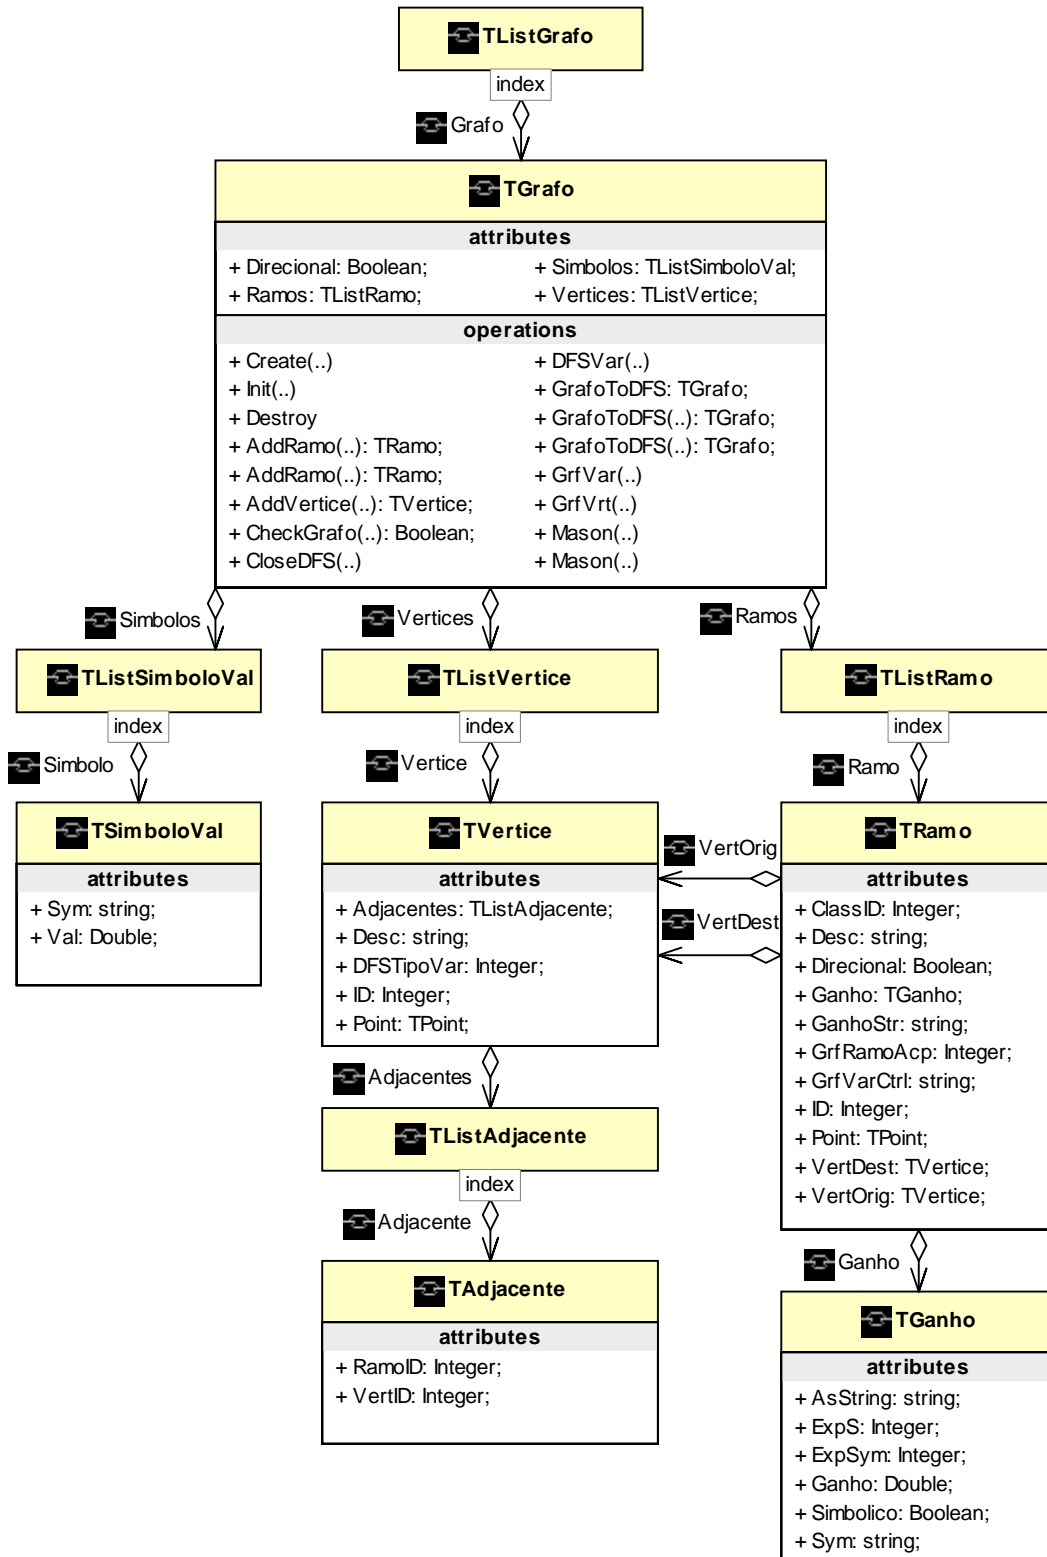 TListGrafo
index
Grafo
TGrafo
attributes
+ Direcional: Boolean;
+ Ramos: TListRamo;
+ Simbolos: TListSimboloVal;
+ Vertices: TListVertice;
operations
+ Create(..)
+ Init(..)
+ Destroy
+ AddRamo(..): TRamo;
+ AddRamo(..): TRamo;
+ AddVertice(..): TVertice;
+ CheckGrafo(..): Boolean;
+ CloseDFS(..)
+ DFSVar(..)
+ GrafoToDFS: TGrafo;
+ GrafoToDFS(..): TGrafo;
+ GrafoToDFS(..): TGrafo;
+ GrfVar(..)
+ GrfVrt(..)
+ Mason(..)
+ Mason(..)
Simbolos
Vertices
Ramos
TListSimboloVal
index
Simbolo
TSimboloVal
attributes
+ Sym: string;
+ Val: Double;
TListVertice
index
Vertice
TVertice
attributes
+ Adjacentes: TListAdjacente;
+ Desc: string;
+ DFSTipoVar: Integer;
+ ID: Integer;
+ Point: TPoint;
Adjacentes
TListAdjacente
index
Adjacente
TAdjacente
attributes
+ RamoID: Integer;
+ VertID: Integer;
VertOrig
VertDest
TListRamo
index
Ramo
TRamo
attributes
+ ClassID: Integer;
+ Desc: string;
+ Direcional: Boolean;
+ Ganho: TGanho;
+ GanhoStr: string;
+ GrfRamoAcp: Integer;
+ GrfVarCtrl: string;
+ ID: Integer;
+ Point: TPoint;
+ VertDest: TVertice;
+ VertOrig: TVertice;
Ganho
TGanho
attributes
+ AsString: string;
+ ExpS: Integer;
+ ExpSym: Integer;
+ Ganho: Double;
+ Simbolico: Boolean;
+ Sym: string;